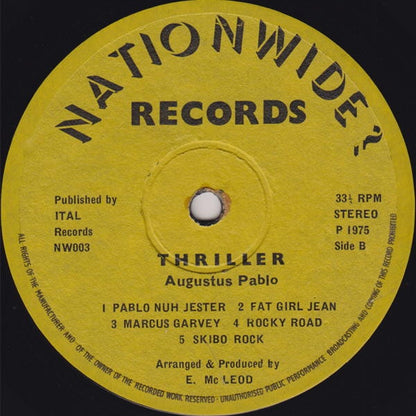 NATIONWIDE?
RECORDS
Published by
ITAL
Records
NW003
33⅓ RPM
STEREO
P 1975
Side B
THRILLER
Augustus Pablo
1 PABLO NUH JESTER 2 FAT GIRL JEAN
3 MARCUS GARVEY 4 ROCKY ROAD
5 SKIBO ROCK
Arranged & Produced by
E. Mc LEOD
ALL RIGHTS OF THE MANUFACTURER AND OF THE OWNER OF THE RECORDED WORK RESERVED - UNAUTHORISED PUBLIC PERFORMANCE BROADCASTING AND COPYING OF THIS RECORD PROHIBITED